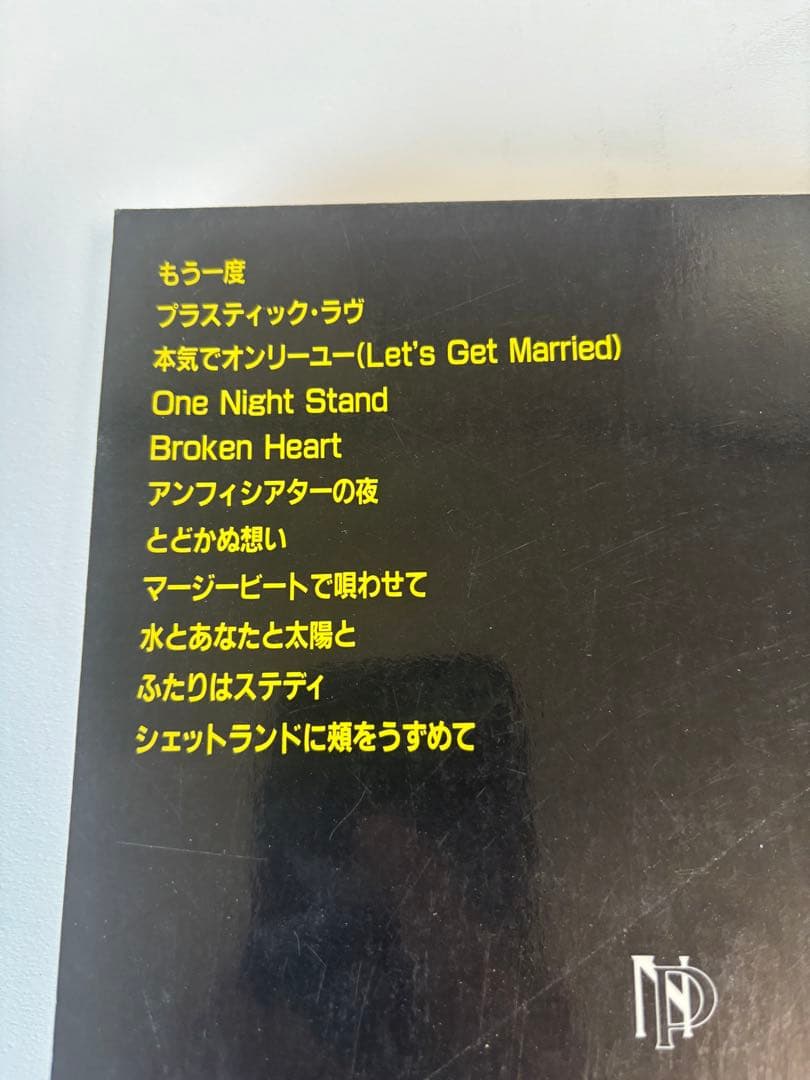 もう一度
プラスティック・ラヴ
本気でオンリーユー(Let's Get Married)
One Night Stand
Broken Heart
アンフィシアターの夜
とどかぬ想い
マージービートで唄わせて
水とあなたと太陽と
ふたりはステディ
シェットランドに頬をうずめて
NP